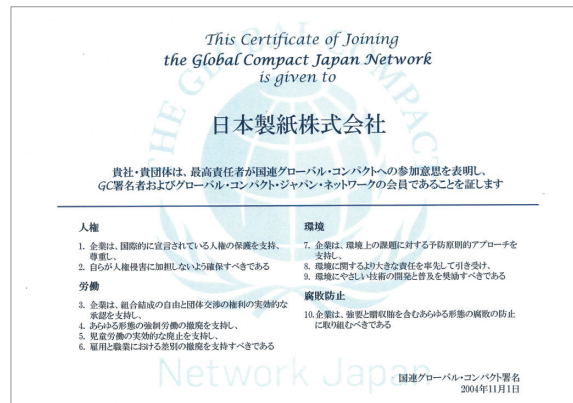 This Certificate of Joining
the Global Compact Japan Network
is given to
日本製紙株式会社
貴社・貴団体は、最高責任者が国連グローバル・コンパクトへの参加意思を表明し、
GC署名者およびグローバル・コンパクト・ジャパン・ネットワークの会員であることを証します
人権
1. 企業は、国際的に宣言されている人権の保護を支持、
尊重し、
2. 自らが人権侵害に加担しないよう確保すべきである
労働
3. 企業は、組合結成の自由と団体交渉の権利の実効的な
承認を支持し、
4. あらゆる形態の強制労働の撤廃を支持し、
5. 児童労働の実効的な廃止を支持し、
6. 雇用と職業における差別の撤廃を支持すべきである
環境
7. 企業は、環境上の課題に対する予防原則的アプローチを
支持し、
8. 環境に関するより大きな責任を率先して引き受け、
9. 環境にやさしい技術の開発と普及を奨励すべきである
腐敗防止
10.企業は、強要と贈収賄を含むあらゆる形態の腐敗の防止
に取り組むべきである
国連グローバル・コンパクト署名
2004年11月1日
THE GLOBAL COMPACT
Network Japan